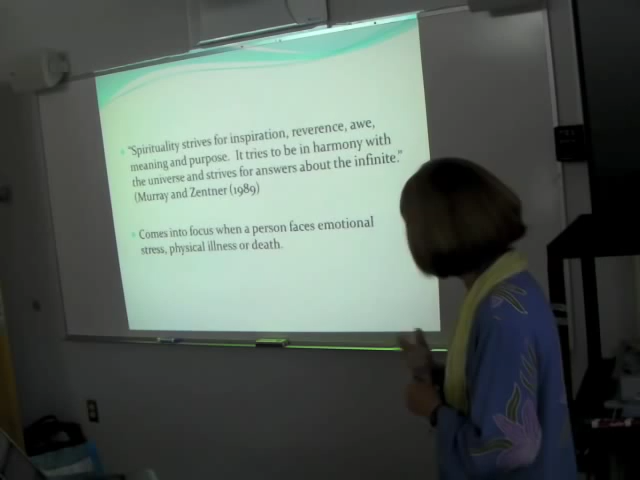 "Spirituality strives for inspiration, reverence, awe,
meaning and purpose. It tries to be in harmony with
the universe and strives for answers about the infinite."
(Murray and Zentner (1989)
Comes into focus when a person faces emotional
stress, physical illness or death.